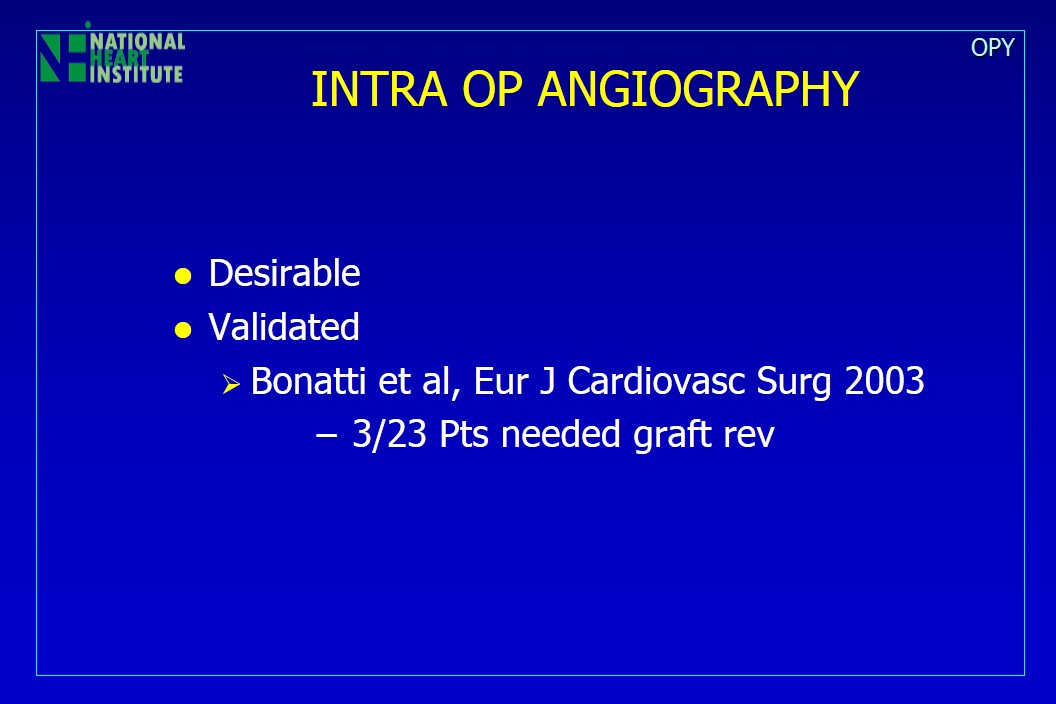 NATIONAL
HEART
INSTITUTE
OPY
INTRA OP ANGIOGRAPHY
Desirable
Validated
Bonatti et al, Eur J Cardiovasc Surg 2003
– 3/23 Pts needed graft rev